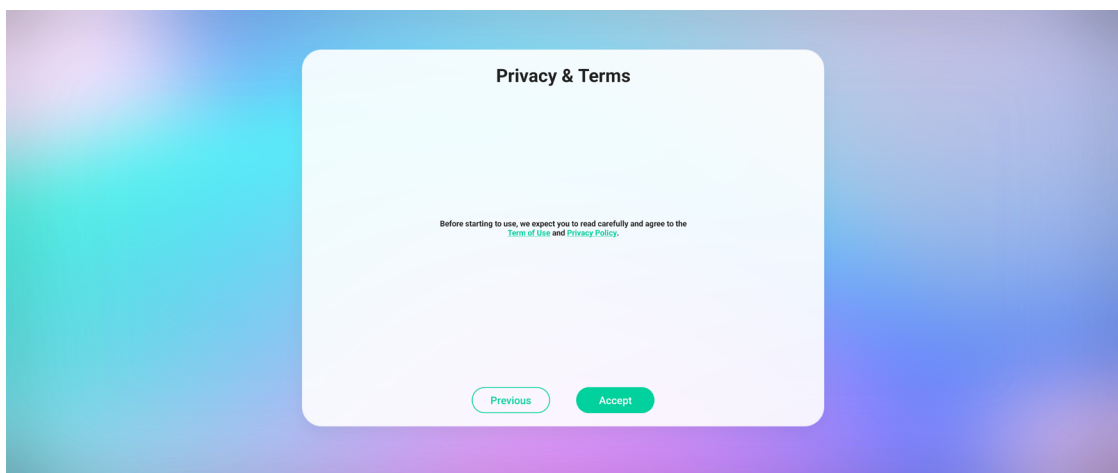 Privacy & Terms
Before starting to use, we expect you to read carefully and agree to the
Term of Use and Privacy Policy.
Previous
Accept